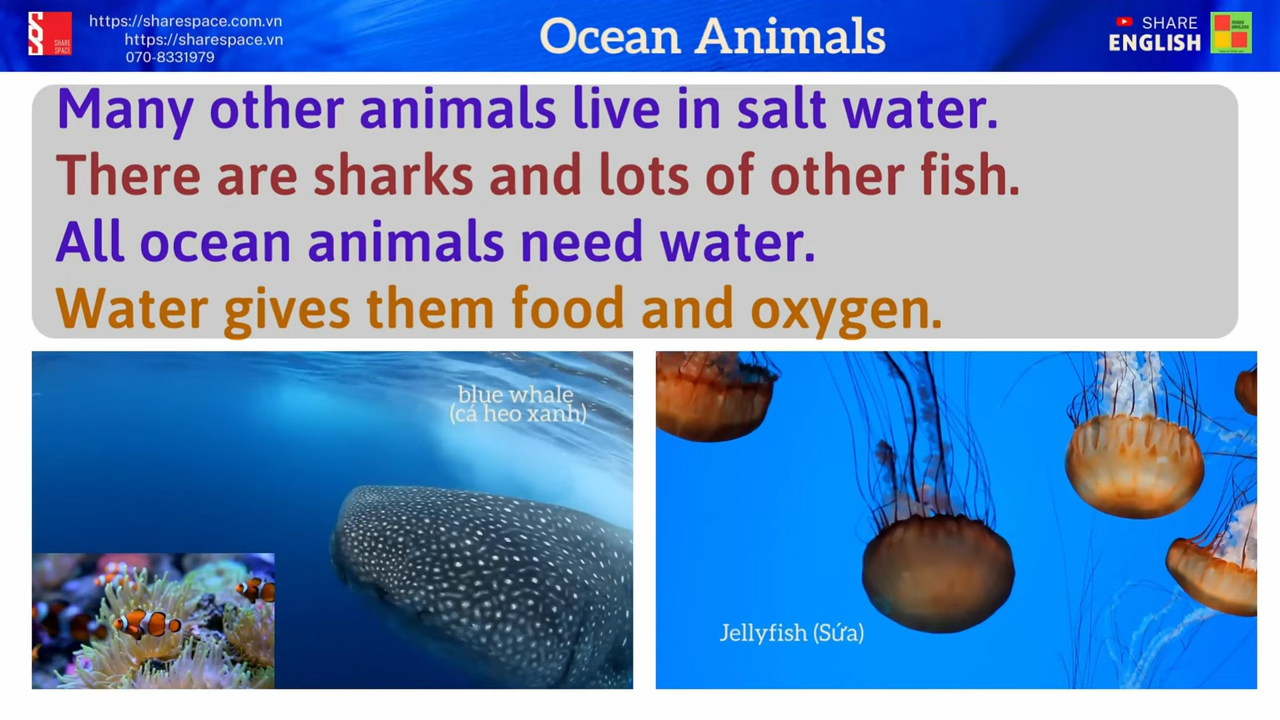 https://sharespace.com.vn
https://sharespace.vn
070-8331979
SHARE
SPACE
Ocean Animals
SHARE
ENGLISH
Many other animals live in salt water.
There are sharks and lots of other fish.
All ocean animals need water.
Water gives them food and oxygen.
blue whale
(cá heo xanh)
Jellyfish (Sứa)